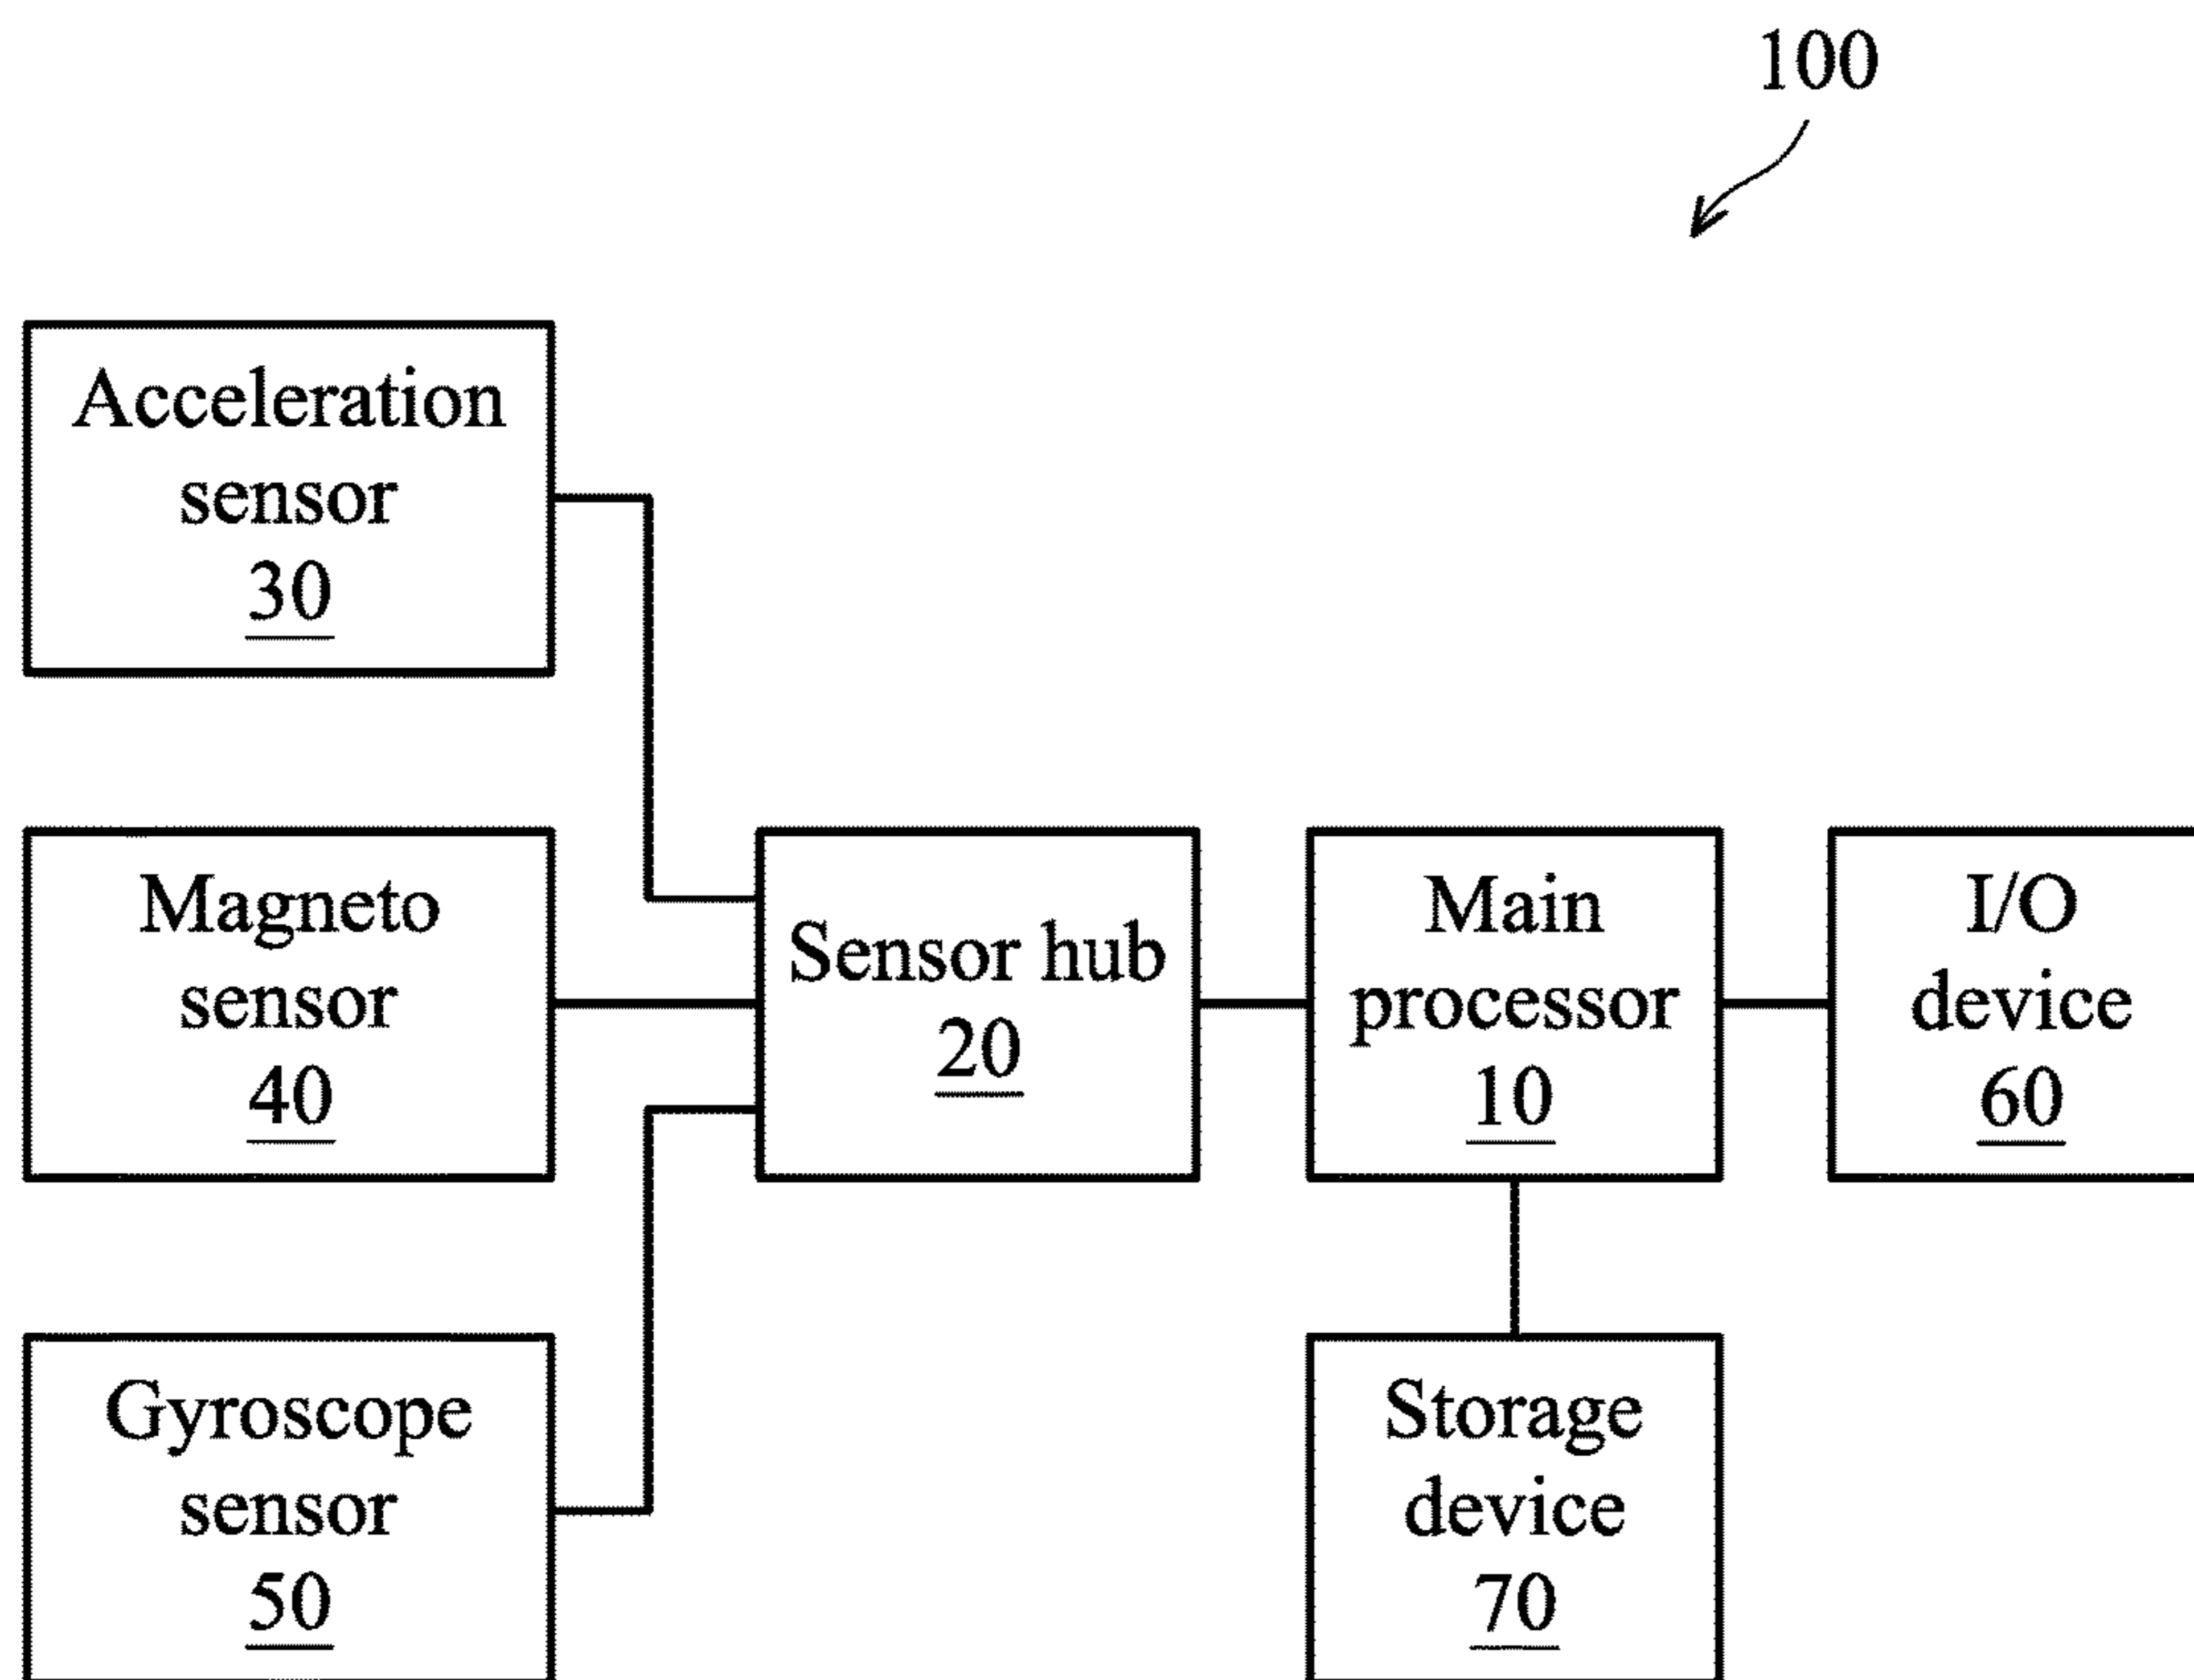 100
Acceleration
sensor
30
Magneto
sensor
40
Sensor hub
20
Main
processor
10
I/O
device
60
Gyroscope
sensor
50
Storage
device
70